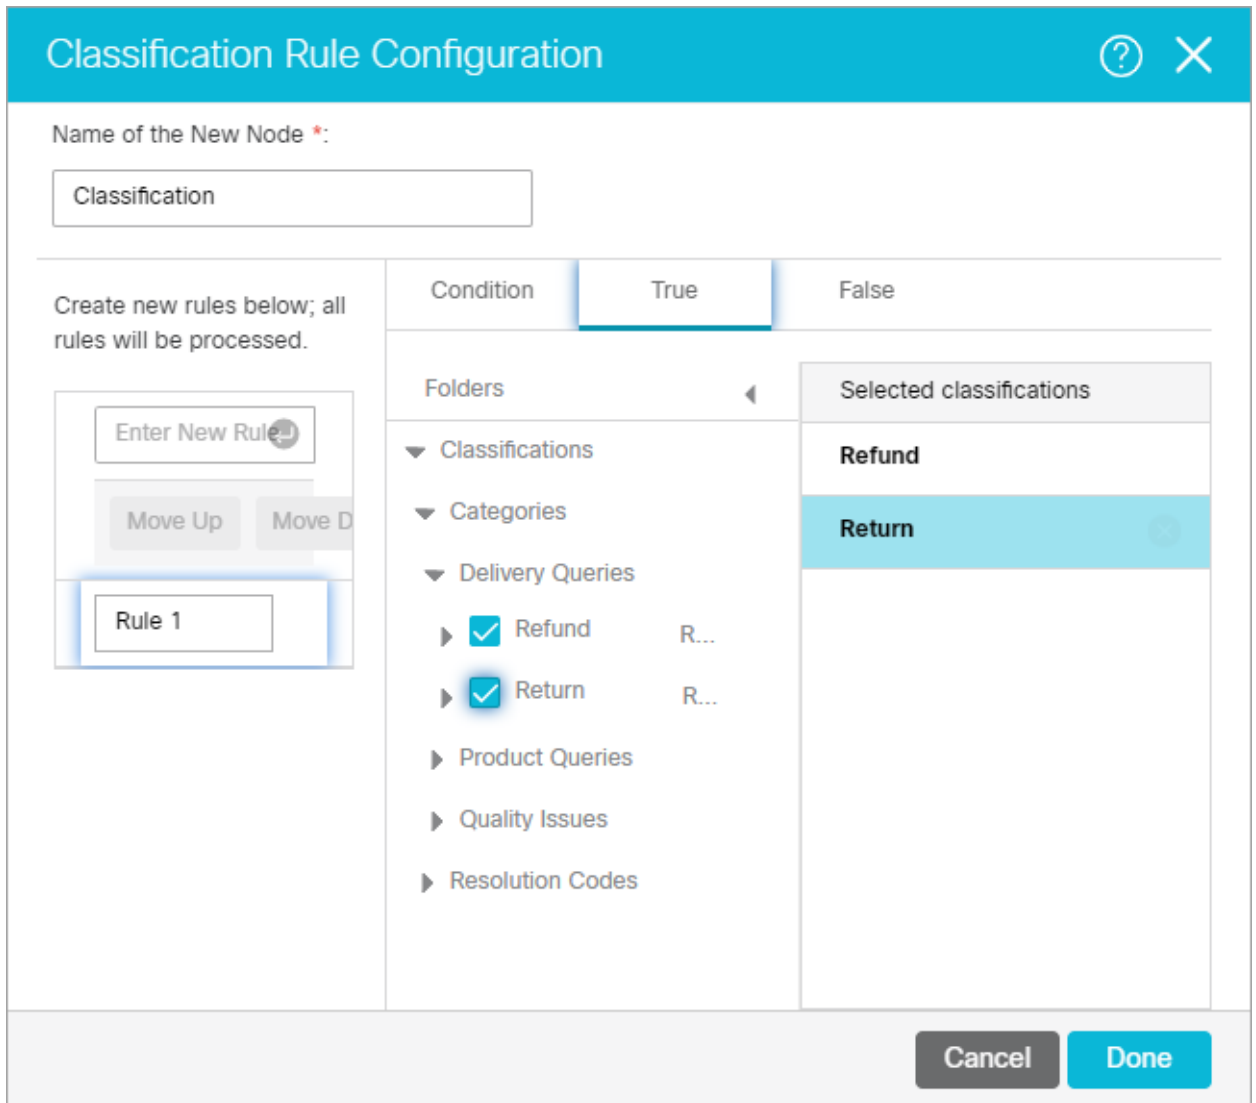 Classification Rule Configuration
Name of the New Node *:
Classification
Create new rules below; all
rules will be processed.
Enter New Rule
Move Up Move D
Rule 1
Condition True False
Folders
Classifications
Categories
Delivery Queries
Refund R...
Return R...
Product Queries
Quality Issues
Resolution Codes
Selected classifications
Refund
Return
Cancel Done